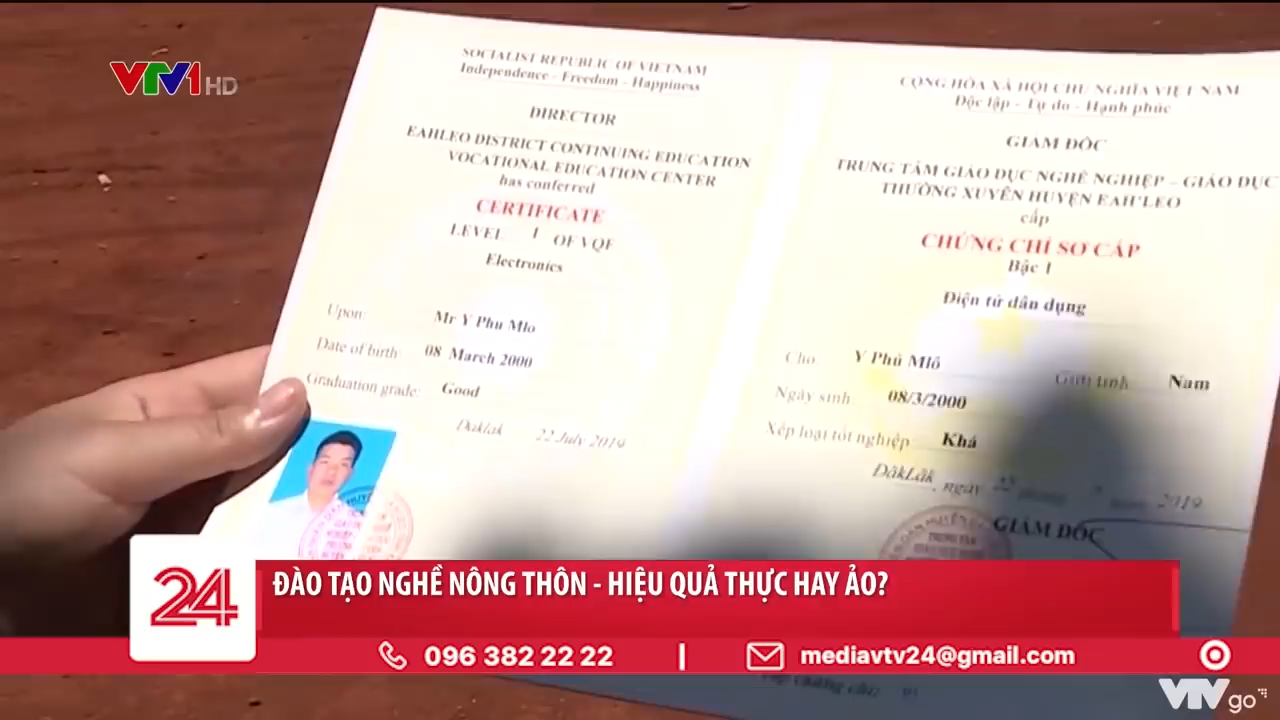 VTV1 HD
SOCIALIST REPUBLIC OF VIETNAM
Independence - Freedom - Happiness
DIRECTOR
EAHLEO DISTRICT CONTINUING EDUCATION
VOCATIONAL EDUCATION CENTER
has conferred
CERTIFICATE
LEVEL 1 OF VQF
Electronics
Upon: Mr Y Phu Mlo
Date of birth: 08 March 2000
Graduation grade: Good
Daklak 22 July 2019
CỘNG HÒA XÃ HỘI CHỦ NGHĨA VIỆT NAM
Độc lập - Tự do - Hạnh phúc
GIÁM ĐỐC
TRUNG TÂM GIÁO DỤC NGHỀ NGHIỆP – GIÁO DỤC
THƯỜNG XUYÊN HUYỆN EAH'LEO
cấp
CHỨNG CHỈ SƠ CẤP
Bậc 1
Điện tử dân dụng
Cho Y Phú Mlô Giới tính Nam
Ngày sinh 08/3/2000
Xếp loại tốt nghiệp Khá
ĐăkLăk, ngày 22 tháng 7 năm 2019
GIÁM ĐỐC
24
ĐÀO TẠO NGHỀ NÔNG THÔN - HIỆU QUẢ THỰC HAY ẢO?
096 382 22 22 | mediavtv24@gmail.com
VTVgo